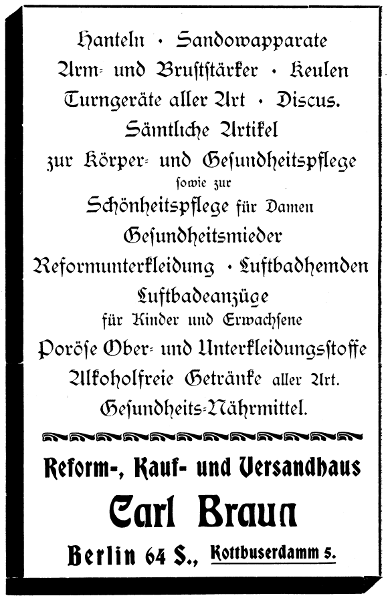 Hanteln · Sandowapparate
Arm- und Bruststärker · Keulen
Turngeräte aller Art · Discus.
Sämtliche Artikel
zur Körper- und Gesundheitspflege
sowie zur
Schönheitspflege für Damen
Gesundheitsmieder
Reformunterkleidung · Luftbadhemden
Luftbadeanzüge
für Kinder und Erwachsene
Poröse Ober- und Unterkleidungsstoffe
Alkoholfreie Getränke aller Art.
Gesundheits-Nährmittel.
Reform-, Kauf- und Versandhaus
Carl Braun
Berlin 64 S., Kottbuserdamm 5.